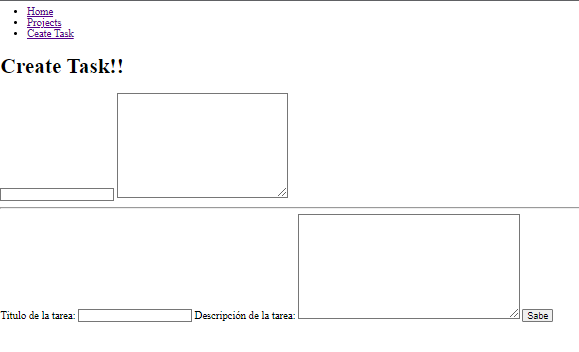 Home
Projects
Ceate Task
Create Task!!
Titulo de la tarea: Descripción de la tarea: Sabe